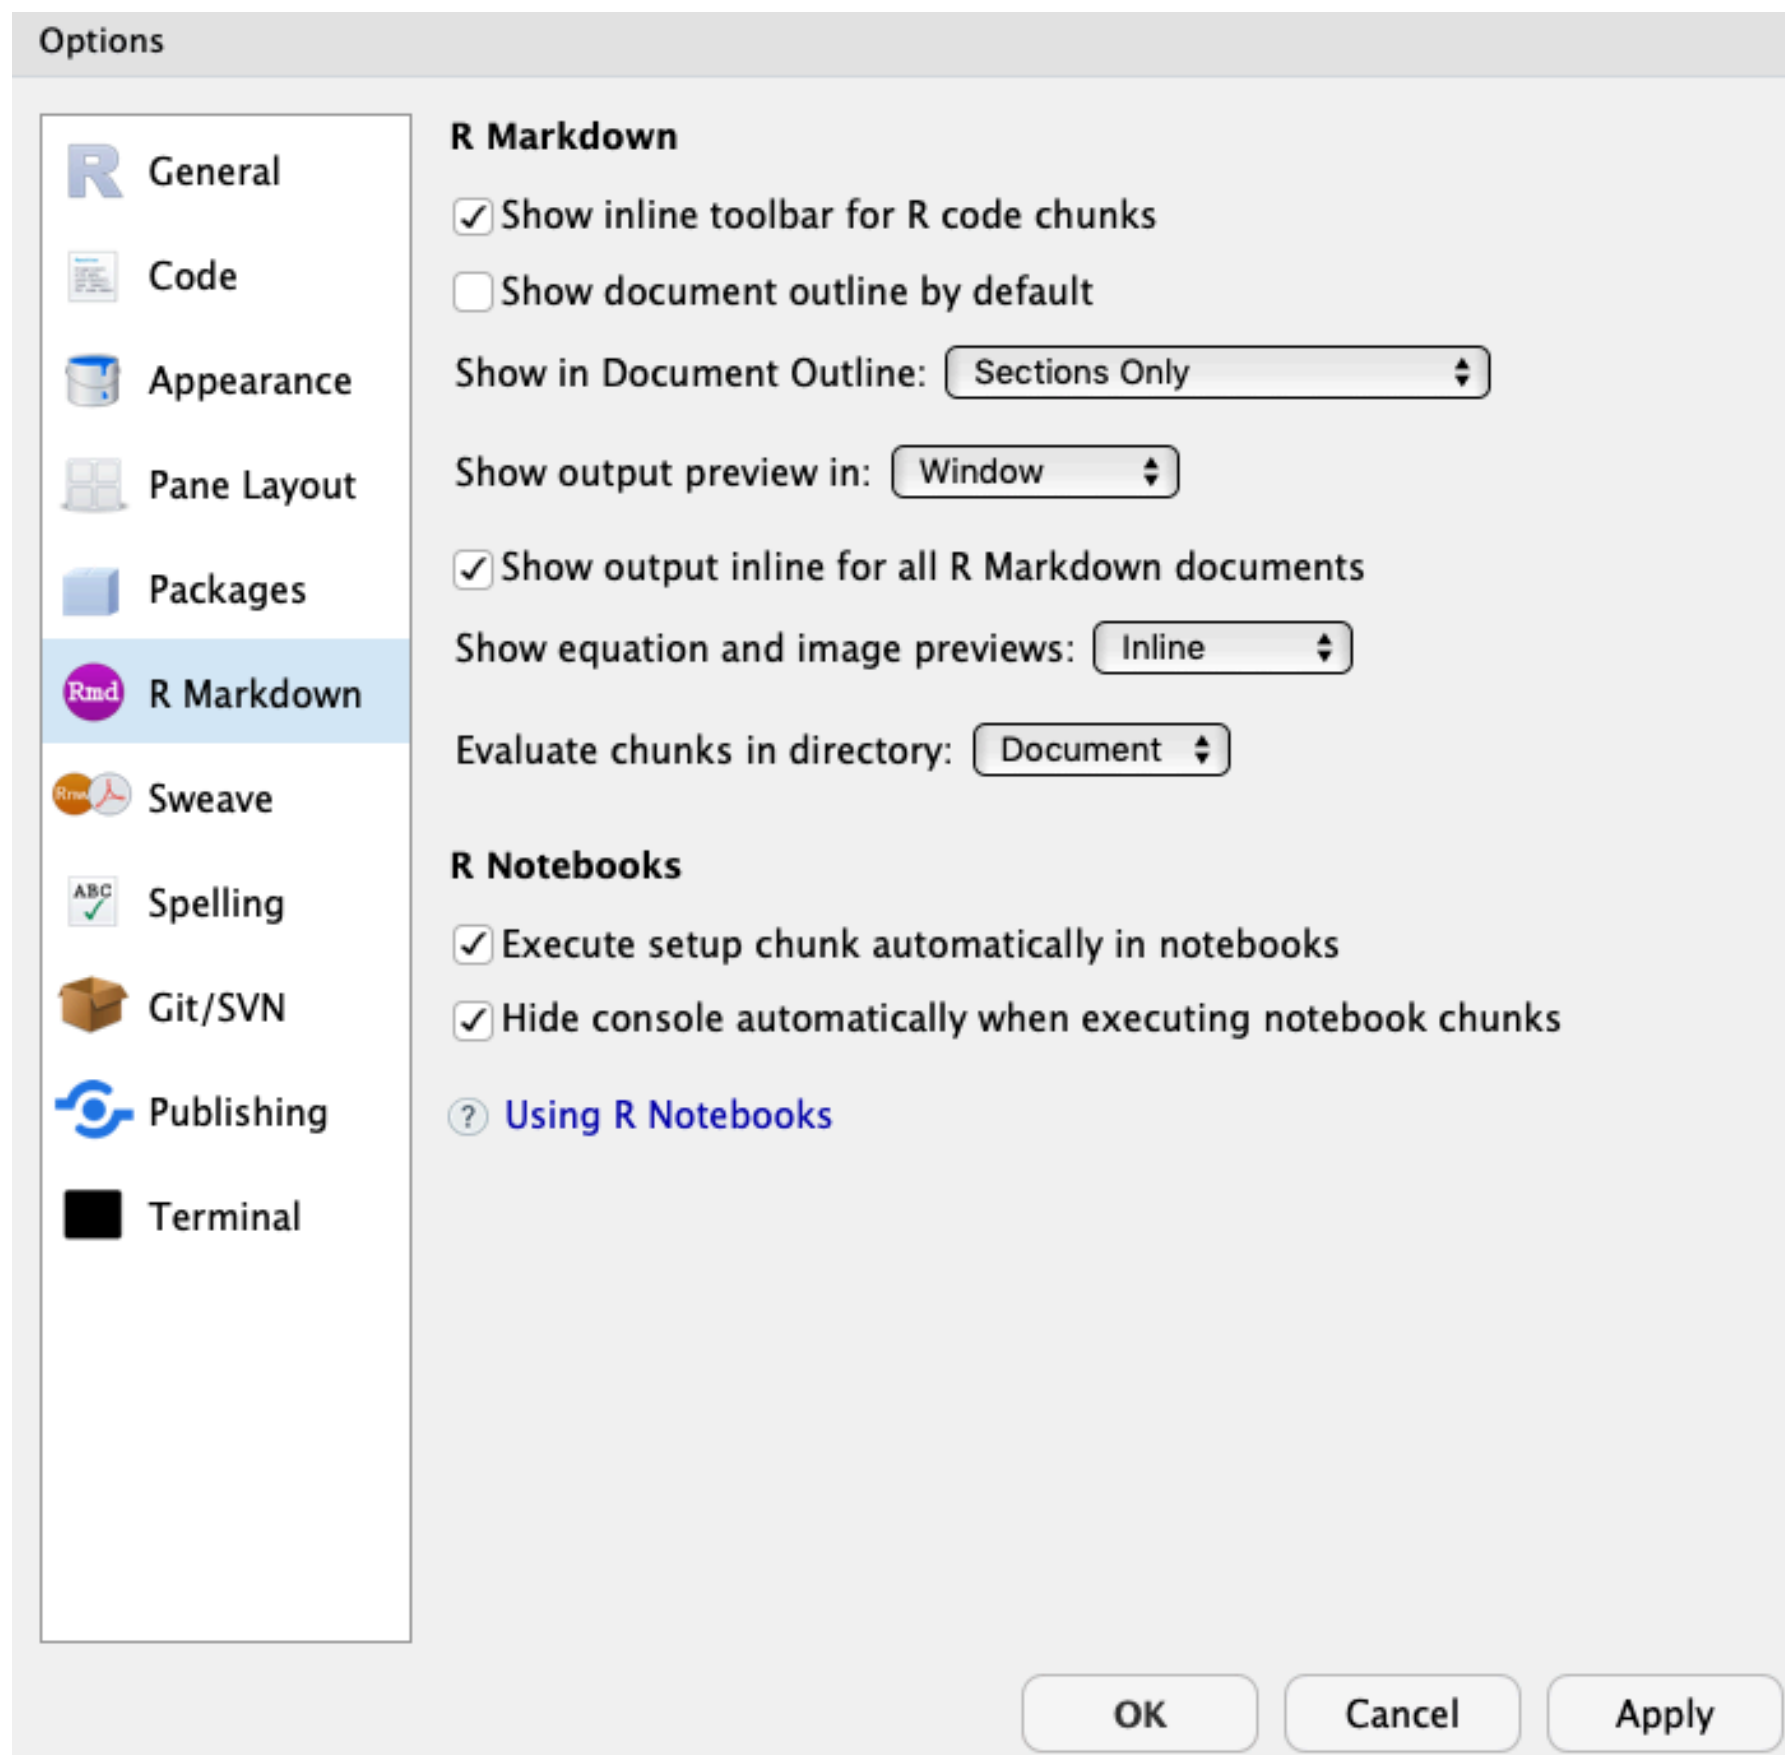 Options
General
Code
Appearance
Pane Layout
Packages
Rmd R Markdown
Rnw Sweave
ABC Spelling
Git/SVN
Publishing
Terminal
R Markdown
Show inline toolbar for R code chunks
Show document outline by default
Show in Document Outline: Sections Only
Show output preview in: Window
Show output inline for all R Markdown documents
Show equation and image previews: Inline
Evaluate chunks in directory: Document
R Notebooks
Execute setup chunk automatically in notebooks
Hide console automatically when executing notebook chunks
? Using R Notebooks
OK Cancel Apply